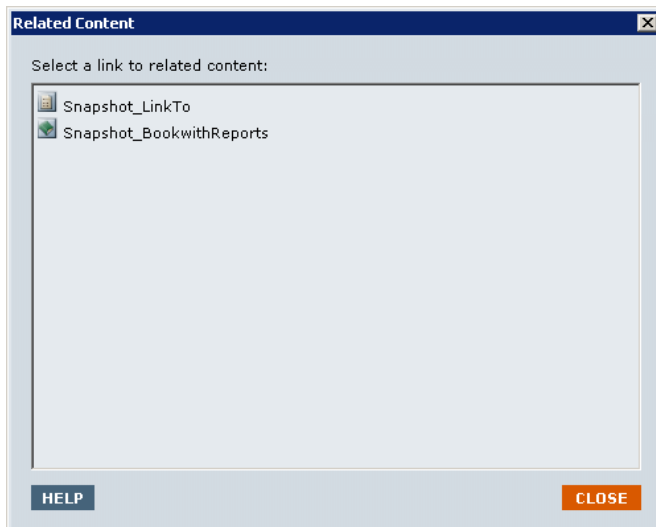 Related Content
Select a link to related content:
Snapshot_LinkTo
Snapshot_BookwithReports
HELP
CLOSE